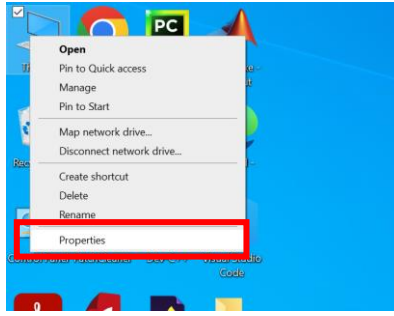 PC
Open
Pin to Quick access
Manage
Pin to Start
Map network drive...
Disconnect network drive...
Create shortcut
Delete
Rename
Properties
Code